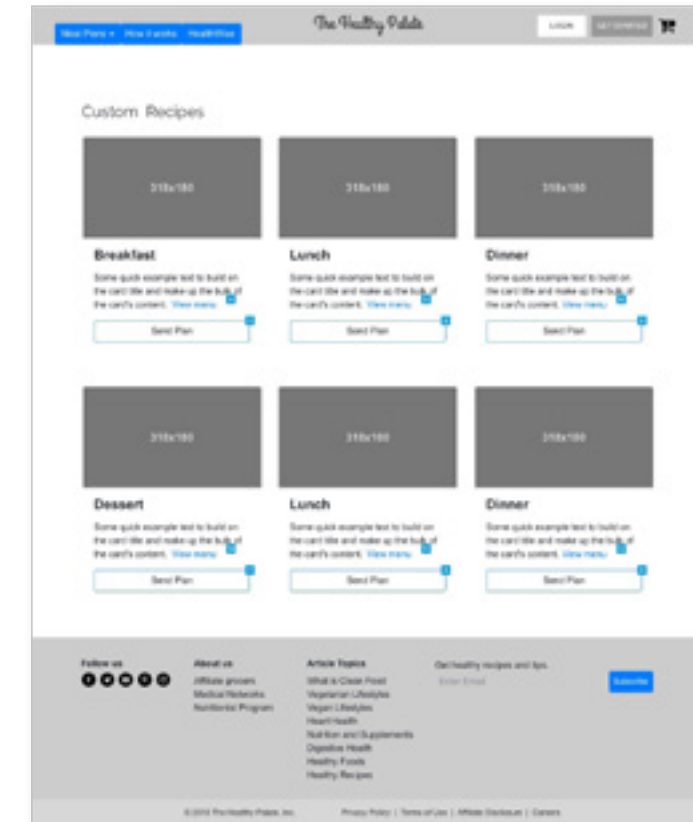 Meal Plans How it works
The Healthy Palate
LOGIN
GET STARTED
Custom Recipes
318x180
318x180
318x180
Breakfast
Some quick example text to build on
the card title and make up the bulk of
the card's content. View menu
Send Plan
Lunch
Some quick example text to build on
the card title and make up the bulk of
the card's content. View menu
Send Plan
Dinner
Some quick example text to build on
the card title and make up the bulk of
the card's content. View menu
Send Plan
318x180
318x180
318x180
Dessert
Some quick example text to build on
the card title and make up the bulk of
the card's content. View menu
Send Plan
Lunch
Some quick example text to build on
the card title and make up the bulk of
the card's content. View menu
Send Plan
Dinner
Some quick example text to build on
the card title and make up the bulk of
the card's content. View menu
Send Plan
Follow us
About us
Affiliate grocers
Medical Networks
Nutritionist Program
Article Topics
What is Clean Food
Vegetarian Lifestyles
Vegan Lifestyles
Heart Health
Nutrition and Supplements
Digestive Health
Healthy Foods
Healthy Recipes
Get healthy recipes and tips.
Enter Email
Subscribe
The Healthy Palate, Inc.
Privacy Policy | Terms of Use | Affiliate Disclosure | Careers